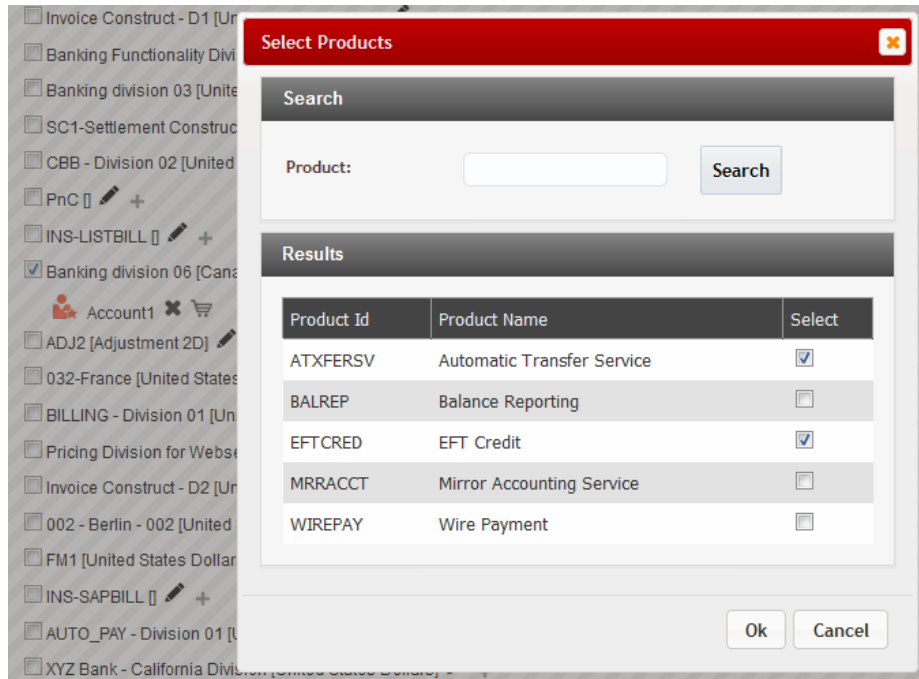 Invoice Construct - D1 [Ur
Banking Functionality Divi
Banking division 03 [Unite
SC1-Settlement Construc
CBB - Division 02 [United
PnC []
INS-LISTBILL []
Banking division 06 [Cana
Account1
ADJ2 [Adjustment 2D]
032-France [United States
BILLING - Division 01 [Un
Pricing Division for Webse
Invoice Construct - D2 [Ur
002 - Berlin - 002 [United
FM1 [United States Dollar
INS-SAPBILL []
AUTO_PAY - Division 01 [U
XYZ Bank - California Division [United States Dollars]
Select Products
Search
Product:
Search
Results
Product Id Product Name Select
ATXFERSV Automatic Transfer Service
BALREP Balance Reporting
EFTCRED EFT Credit
MRRACCT Mirror Accounting Service
WIREPAY Wire Payment
Ok Cancel